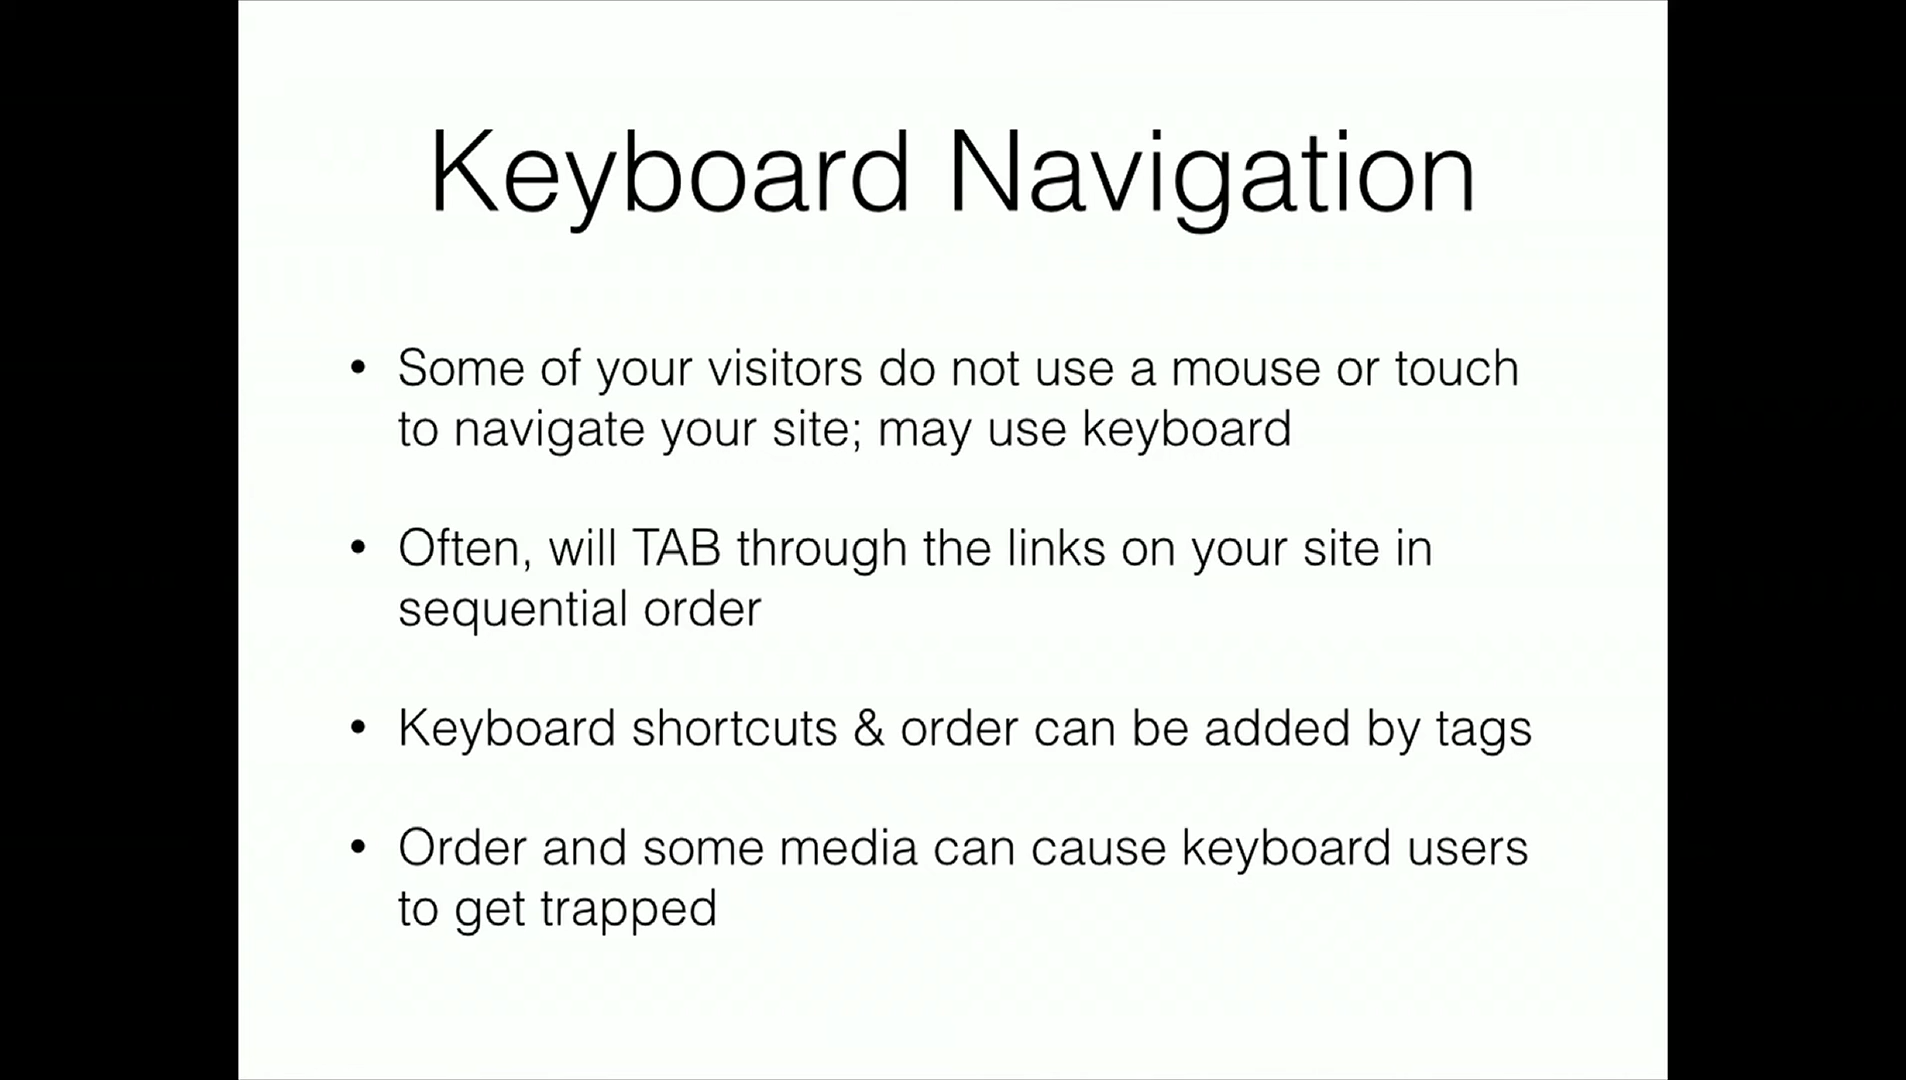 Keyboard Navigation
• Some of your visitors do not use a mouse or touch
to navigate your site; may use keyboard
• Often, will TAB through the links on your site in
sequential order
• Keyboard shortcuts & order can be added by tags
• Order and some media can cause keyboard users
to get trapped